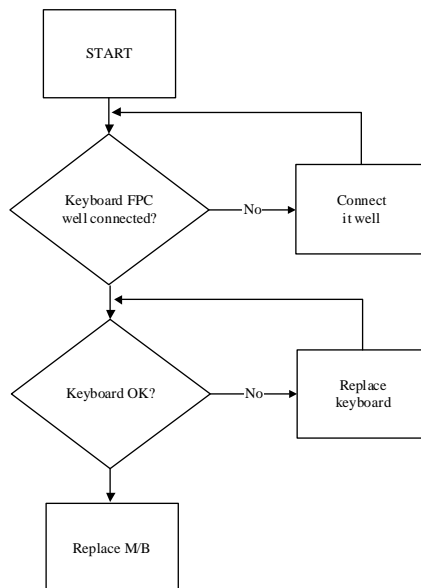 START
Keyboard FPC
well connected?
No
Connect
it well
Keyboard OK?
No
Replace
keyboard
Replace M/B